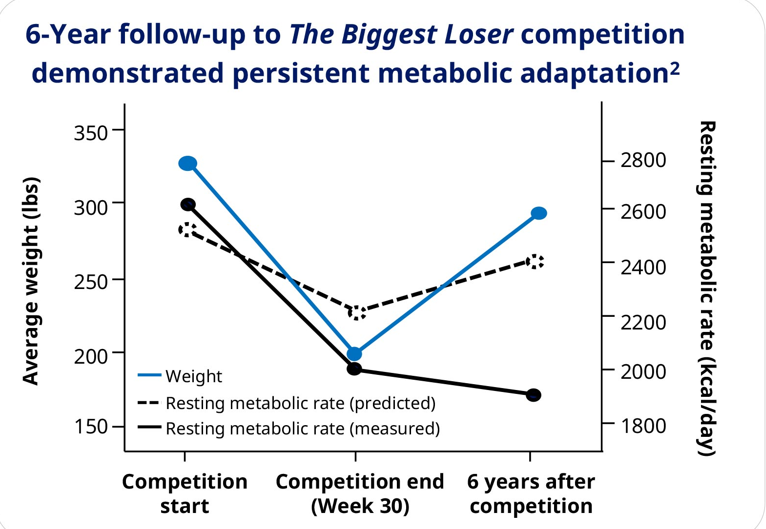 6-Year follow-up to The Biggest Loser competition
demonstrated persistent metabolic adaptation²
Average weight (lbs)
350
300
250
200
150
Weight
Resting metabolic rate (predicted)
Resting metabolic rate (measured)
2800
2600
2400
2200
2000
1800
Resting metabolic rate (kcal/day)
Competition
start
Competition end
(Week 30)
6 years after
competition